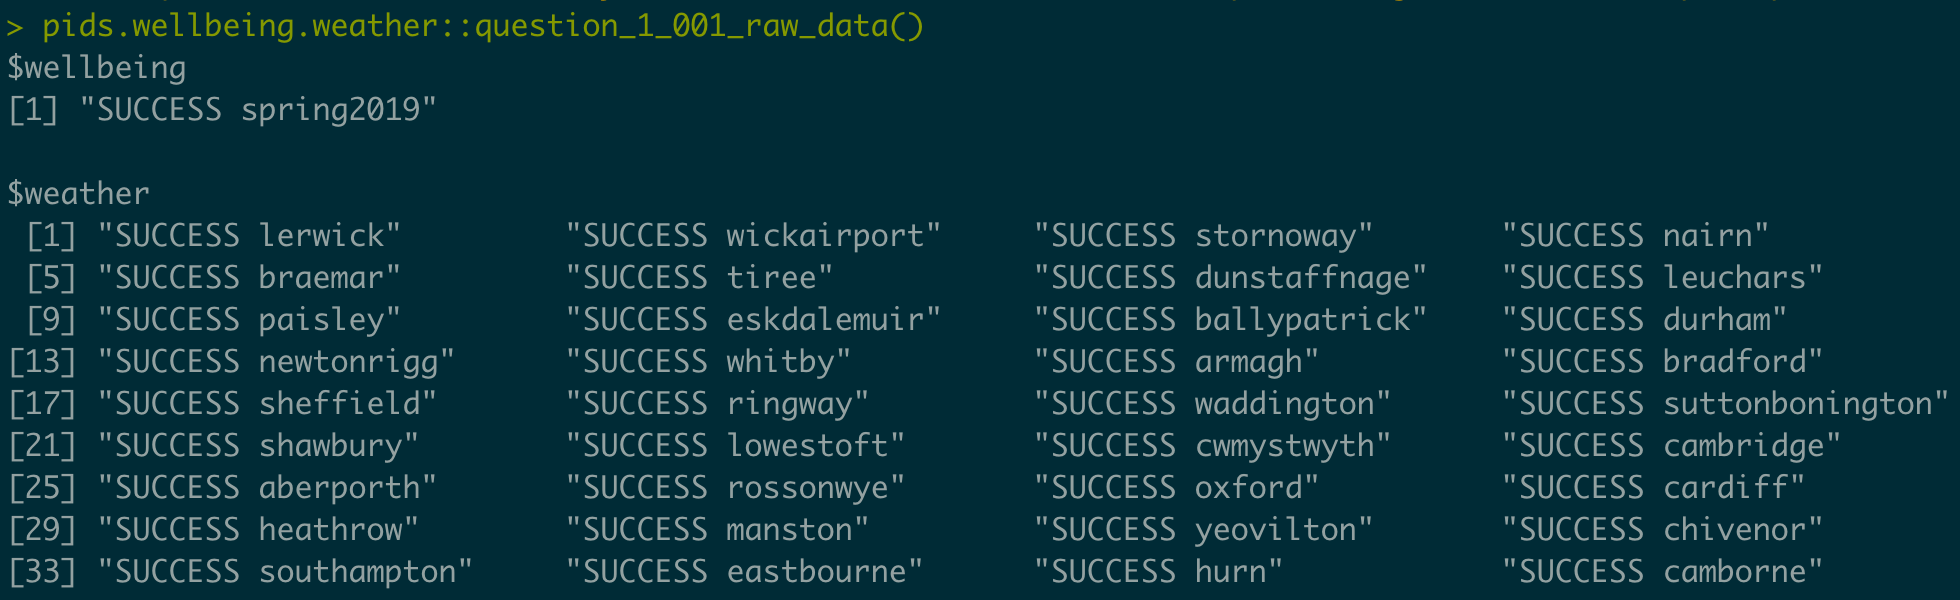 > pids.wellbeing.weather::question_1_001_raw_data()
$wellbeing
[1] "SUCCESS spring2019"

$weather
 [1] "SUCCESS lerwick"         "SUCCESS wickairport"     "SUCCESS stornoway"       "SUCCESS nairn"
 [5] "SUCCESS braemar"         "SUCCESS tiree"           "SUCCESS dunstaffnage"    "SUCCESS leuchars"
 [9] "SUCCESS paisley"         "SUCCESS eskdalemuir"     "SUCCESS ballypatrick"    "SUCCESS durham"
[13] "SUCCESS newtonrigg"      "SUCCESS whitby"          "SUCCESS armagh"          "SUCCESS bradford"
[17] "SUCCESS sheffield"       "SUCCESS ringway"         "SUCCESS waddington"      "SUCCESS suttonbonington"
[21] "SUCCESS shawbury"        "SUCCESS lowestoft"       "SUCCESS cwmystwyth"      "SUCCESS cambridge"
[25] "SUCCESS aberporth"       "SUCCESS rossonwye"       "SUCCESS oxford"          "SUCCESS cardiff"
[29] "SUCCESS heathrow"        "SUCCESS manston"         "SUCCESS yeovilton"       "SUCCESS chivenor"
[33] "SUCCESS southampton"     "SUCCESS eastbourne"      "SUCCESS hurn"            "SUCCESS camborne"